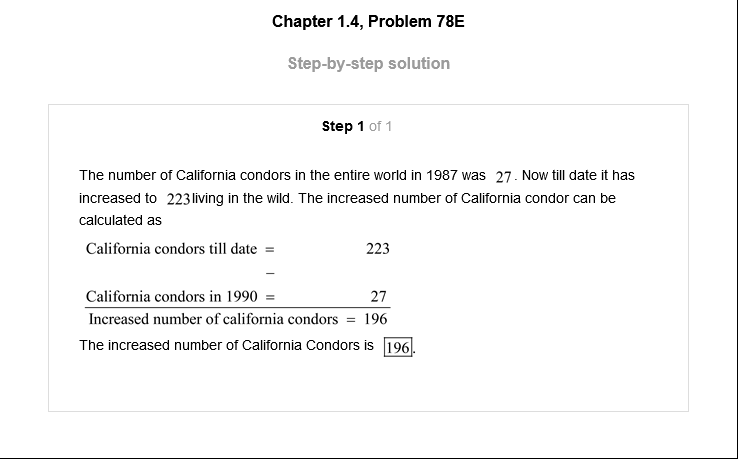 Chapter 1.4, Problem 78E
Step-by-step solution
Step 1 of 1
The number of California condors in the entire world in 1987 was 27. Now till date it has
increased to 223 living in the wild. The increased number of California condor can be
calculated as
California condors till date = 223
−
California condors in 1990 = 27
Increased number of california condors = 196
The increased number of California Condors is 196.